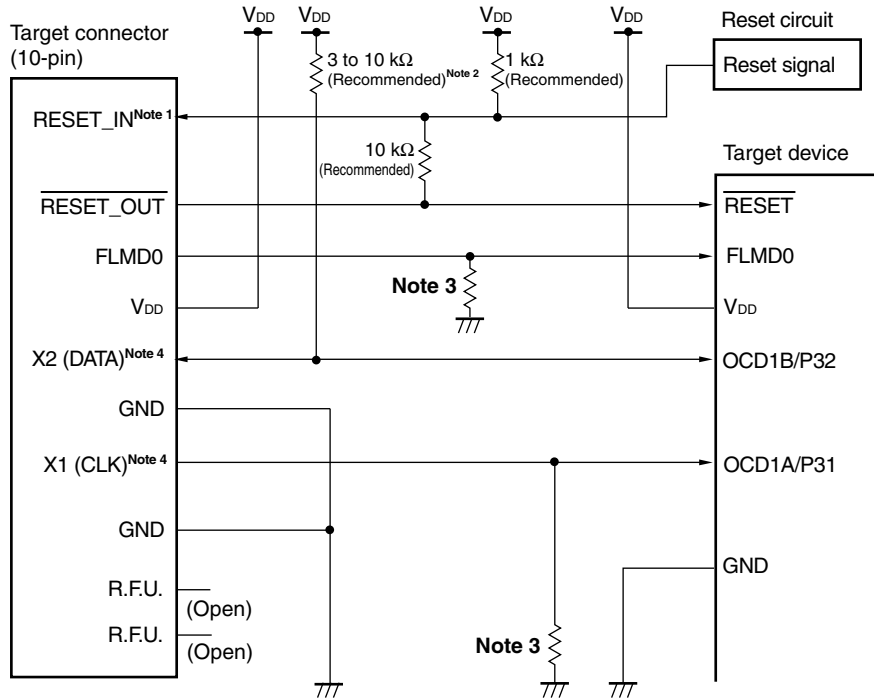 Target connector
(10-pin)
VDD
VDD
VDD
VDD
Reset circuit
Reset signal
3 to 10 kΩ
(Recommended)Note 2
1 kΩ
(Recommended)
RESET_INNote 1
10 kΩ
(Recommended)
Target device
RESET_OUT
RESET
FLMD0
FLMD0
Note 3
VDD
VDD
X2 (DATA)Note 4
OCD1B/P32
GND
X1 (CLK)Note 4
OCD1A/P31
GND
GND
R.F.U.
(Open)
R.F.U.
(Open)
Note 3